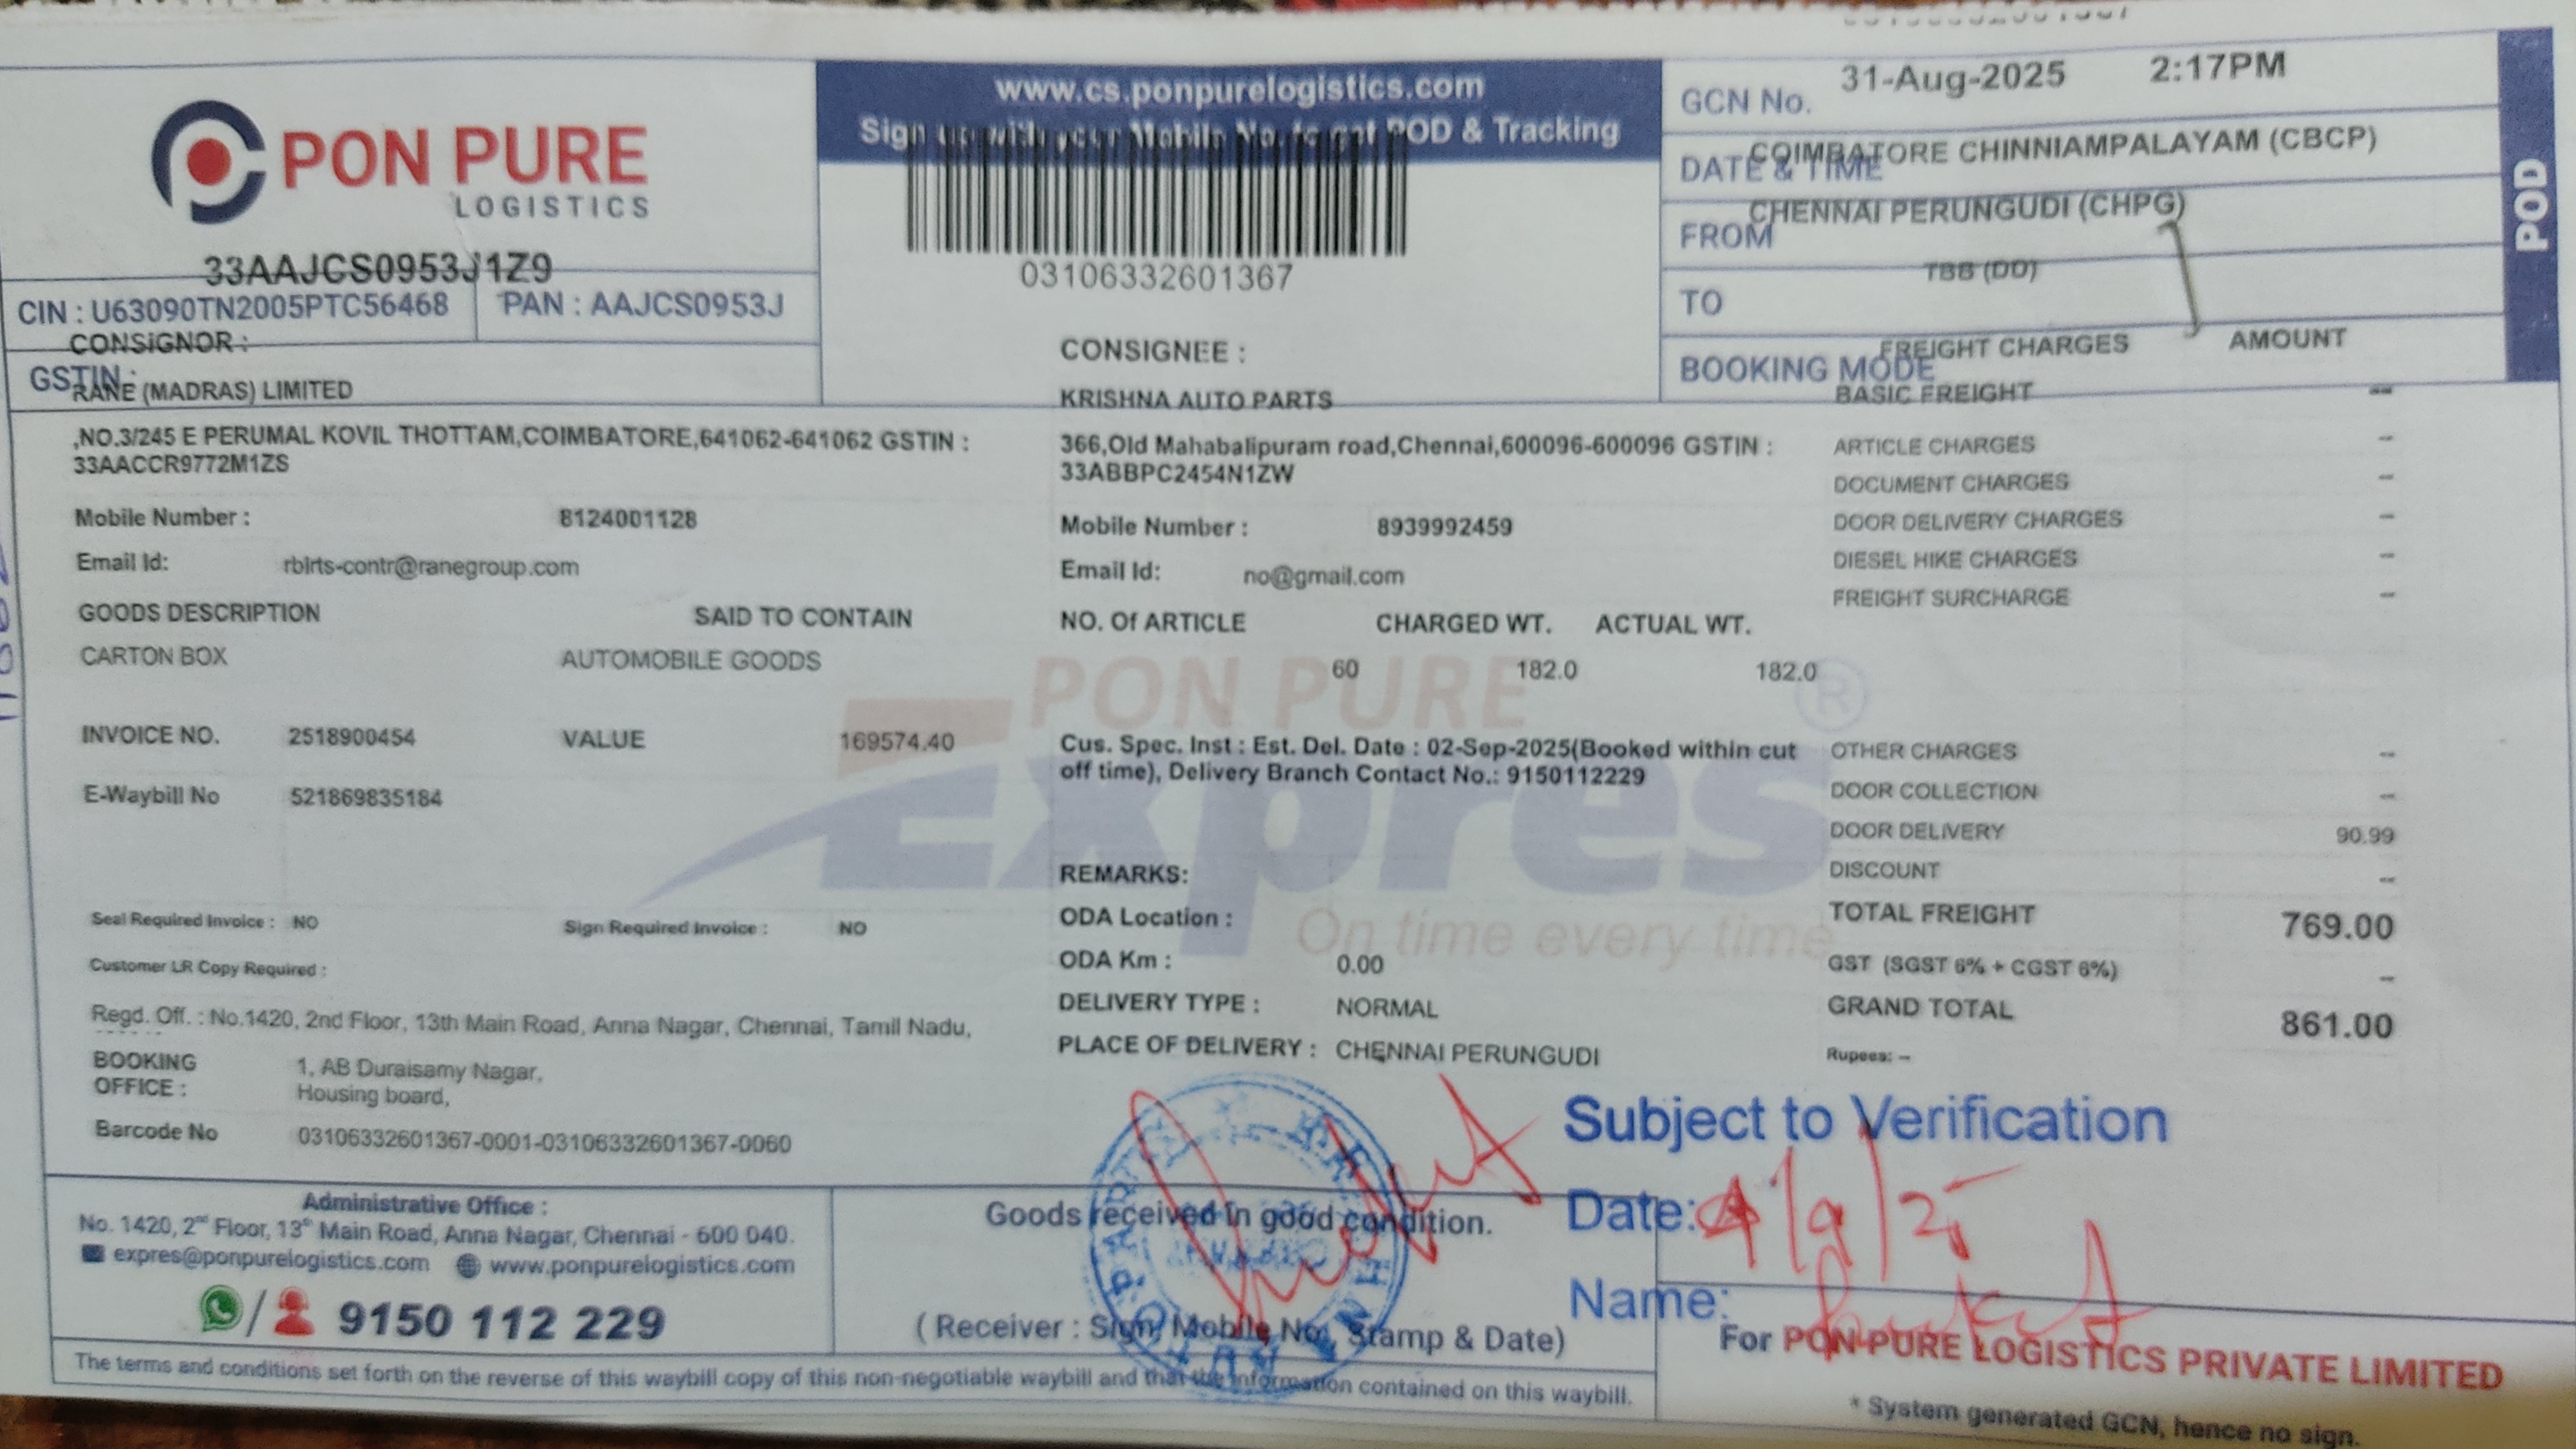 PON PURE
LOGISTICS
33AAJCS0953J1Z9
CIN : U63090TN2005PTC56468
PAN : AAJCS0953J
GSTIN :
www.cs.ponpurelogistics.com
Sign up with your Mobile No. to get POD & Tracking
03106332601367
GCN No.
31-Aug-2025 2:17PM
DATE & TIME
COIMBATORE CHINNIAMPALAYAM (CBCP)
FROM
CHENNAI PERUNGUDI (CHPG)
TO
TBB (DD)
BOOKING MODE
POD
CONSIGNOR :
RANE (MADRAS) LIMITED
,NO.3/245 E PERUMAL KOVIL THOTTAM,COIMBATORE,641062-641062 GSTIN :
33AACCR9772M1ZS
Mobile Number : 8124001128
Email Id: rblrts-contr@ranegroup.com
GOODS DESCRIPTION SAID TO CONTAIN
CARTON BOX AUTOMOBILE GOODS
INVOICE NO. 2518900454 VALUE 169574.40
E-Waybill No 521869835184
Seal Required Invoice : NO Sign Required Invoice : NO
Customer LR Copy Required :
Regd. Off. : No.1420, 2nd Floor, 13th Main Road, Anna Nagar, Chennai, Tamil Nadu,
BOOKING OFFICE : 1, AB Duraisamy Nagar,
Housing board,
Barcode No 03106332601367-0001-03106332601367-0060
CONSIGNEE :
KRISHNA AUTO PARTS
366,Old Mahabalipuram road,Chennai,600096-600096 GSTIN :
33ABBPC2454N1ZW
Mobile Number : 8939992459
Email Id: no@gmail.com
NO. Of ARTICLE CHARGED WT. ACTUAL WT.
60 182.0 182.0
PON PURE ®
Expres
On time every time
Cus. Spec. Inst : Est. Del. Date : 02-Sep-2025(Booked within cut
off time), Delivery Branch Contact No.: 9150112229
REMARKS:
ODA Location :
ODA Km : 0.00
DELIVERY TYPE : NORMAL
PLACE OF DELIVERY : CHENNAI PERUNGUDI
FREIGHT CHARGES AMOUNT
BASIC FREIGHT --
ARTICLE CHARGES --
DOCUMENT CHARGES --
DOOR DELIVERY CHARGES --
DIESEL HIKE CHARGES --
FREIGHT SURCHARGE --
OTHER CHARGES --
DOOR COLLECTION --
DOOR DELIVERY 90.99
DISCOUNT --
TOTAL FREIGHT 769.00
GST (SGST 6% + CGST 6%) --
GRAND TOTAL 861.00
Rupees: --
Subject to Verification
Date: 4/9/25
Name:
Administrative Office :
No. 1420, 2nd Floor, 13th Main Road, Anna Nagar, Chennai - 600 040.
expres@ponpurelogistics.com www.ponpurelogistics.com
/ 9150 112 229
Goods received in good condition.
( Receiver : Sign, Mobile No., Stamp & Date)
For PON PURE LOGISTICS PRIVATE LIMITED
The terms and conditions set forth on the reverse of this waybill copy of this non-negotiable waybill and that the information contained on this waybill.
* System generated GCN, hence no sign.